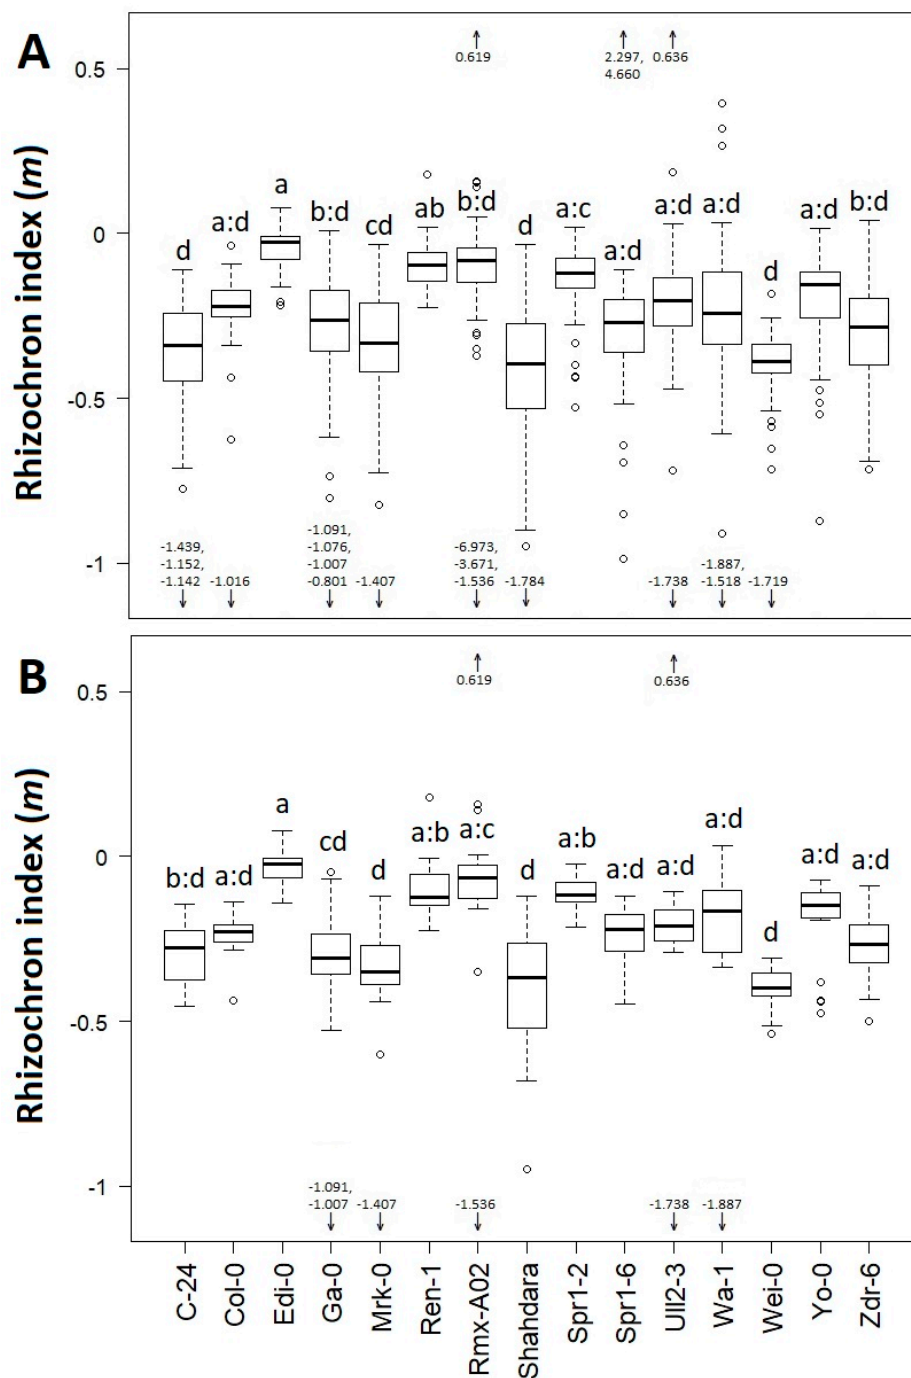 A
Rhizochron index (m)
0.5
0
-0.5
-1
0.619
2.297,
4.660
0.636
d
a:d
a
b:d
cd
ab
b:d
d
a:c
a:d
a:d
a:d
d
a:d
b:d
-1.439,
-1.152,
-1.142
-1.016
-1.091,
-1.076,
-1.007
-0.801
-1.407
-6.973,
-3.671,
-1.536
-1.784
-1.738
-1.887,
-1.518
-1.719
B
Rhizochron index (m)
0.5
0
-0.5
-1
0.619
0.636
b:d
a:d
a
cd
d
a:b
a:c
d
a:b
a:d
a:d
a:d
d
a:d
a:d
-1.091,
-1.007
-1.407
-1.536
-1.738
-1.887
C-24
Col-0
Edi-0
Ga-0
Mrk-0
Ren-1
Rmx-A02
Shahdara
Spr1-2
Spr1-6
Ull2-3
Wa-1
Wei-0
Yo-0
Zdr-6